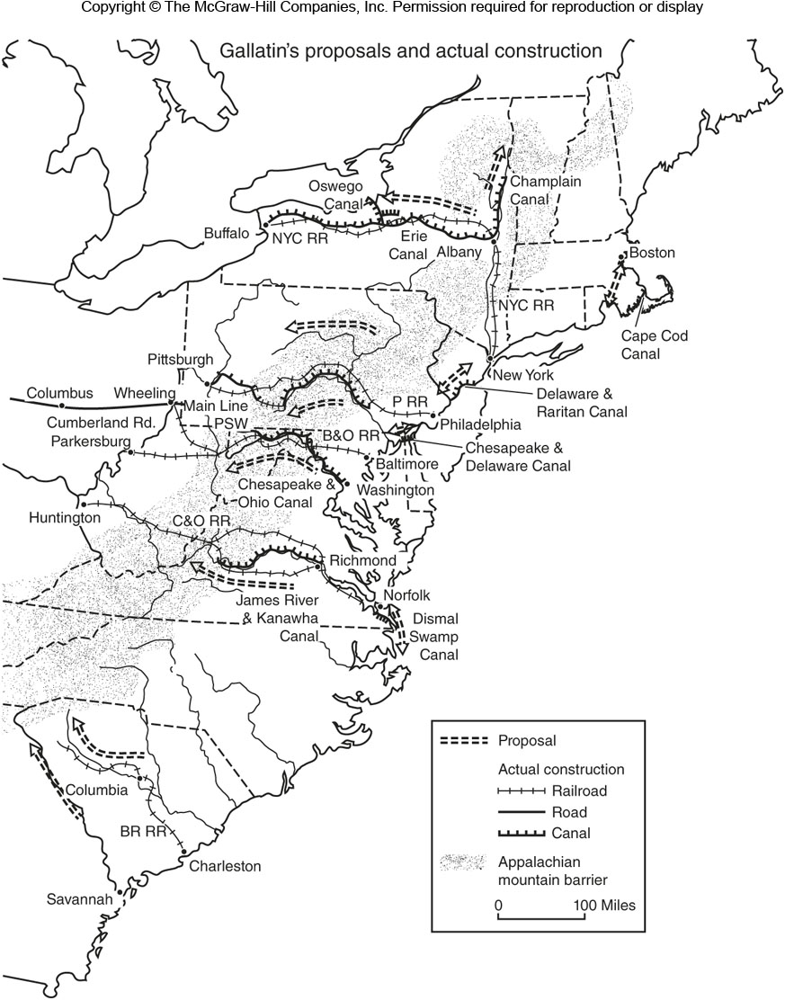 Copyright © The McGraw-Hill Companies, Inc. Permission required for reproduction or display
Gallatin's proposals and actual construction
Oswego
Canal
Champlain
Canal
Buffalo
NYC RR
Erie
Canal
Albany
Boston
NYC RR
Cape Cod
Canal
Pittsburgh
New York
Columbus
Wheeling
Main Line
P RR
Delaware &
Raritan Canal
Cumberland Rd.
PSW
Philadelphia
Parkersburg
B&O RR
Chesapeake &
Delaware Canal
Baltimore
Chesapeake &
Ohio Canal
Washington
Huntington
C&O RR
Richmond
James River
& Kanawha
Canal
Norfolk
Dismal
Swamp
Canal
Columbia
BR RR
Charleston
Savannah
Proposal
Actual construction
Railroad
Road
Canal
Appalachian
mountain barrier
0 100 Miles